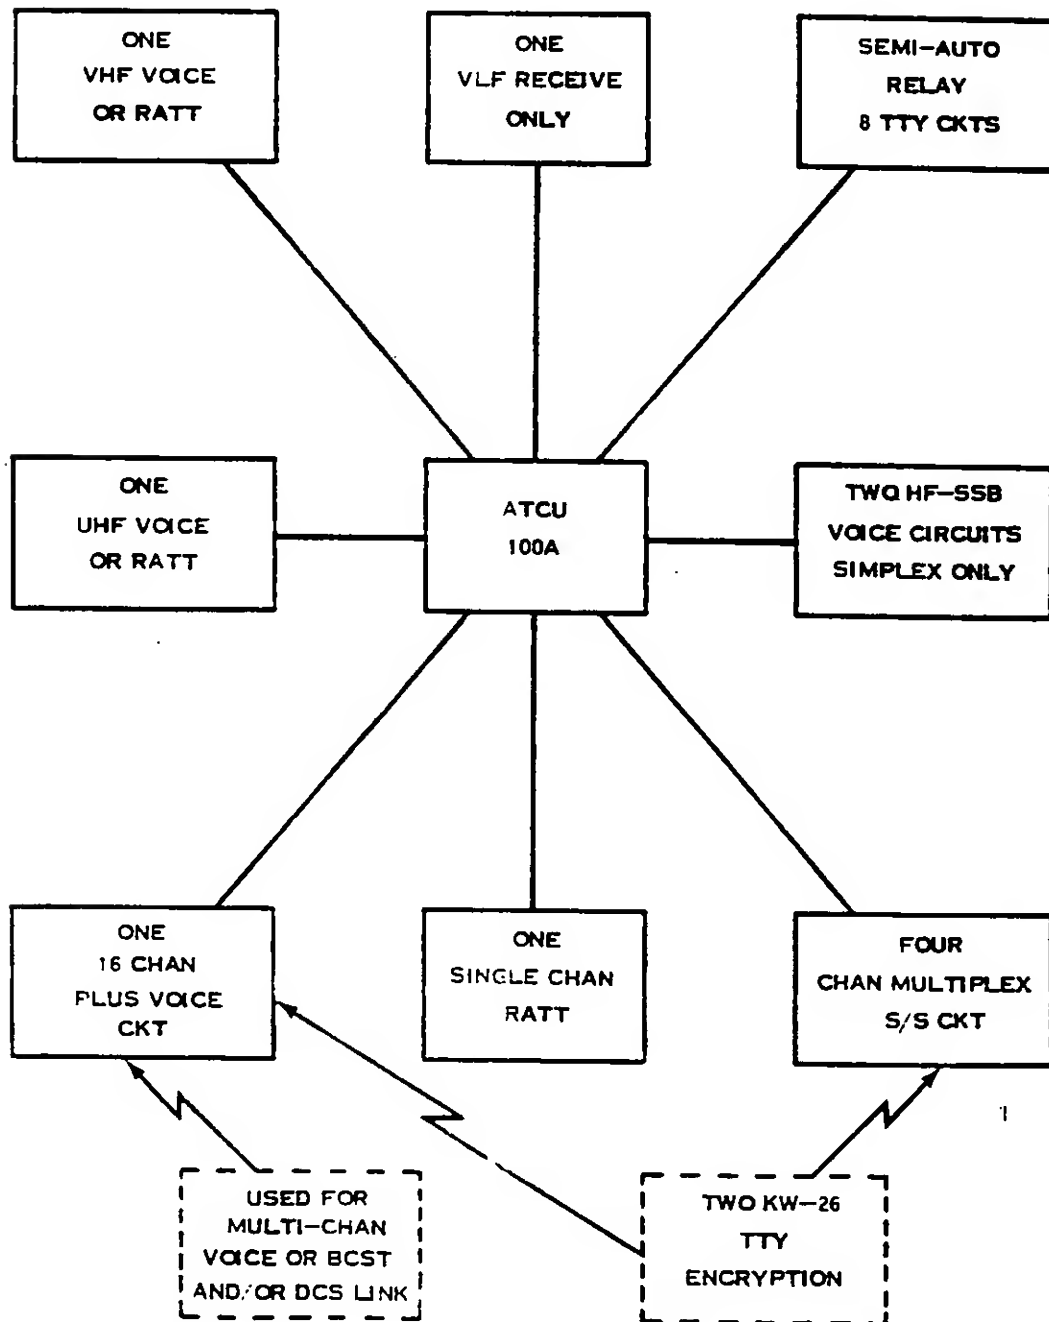 ONE
VHF VOICE
OR RATT
ONE
VLF RECEIVE
ONLY
SEMI-AUTO
RELAY
8 TTY CKTS
ONE
UHF VOICE
OR RATT
ATCU
100A
TWO HF-SSB
VOICE CIRCUITS
SIMPLEX ONLY
ONE
16 CHAN
PLUS VOICE
CKT
ONE
SINGLE CHAN
RATT
FOUR
CHAN MULTIPLEX
S/S CKT
USED FOR
MULTI-CHAN
VOICE OR BCST
AND/OR DCS LINK
TWO KW-26
TTY
ENCRYPTION